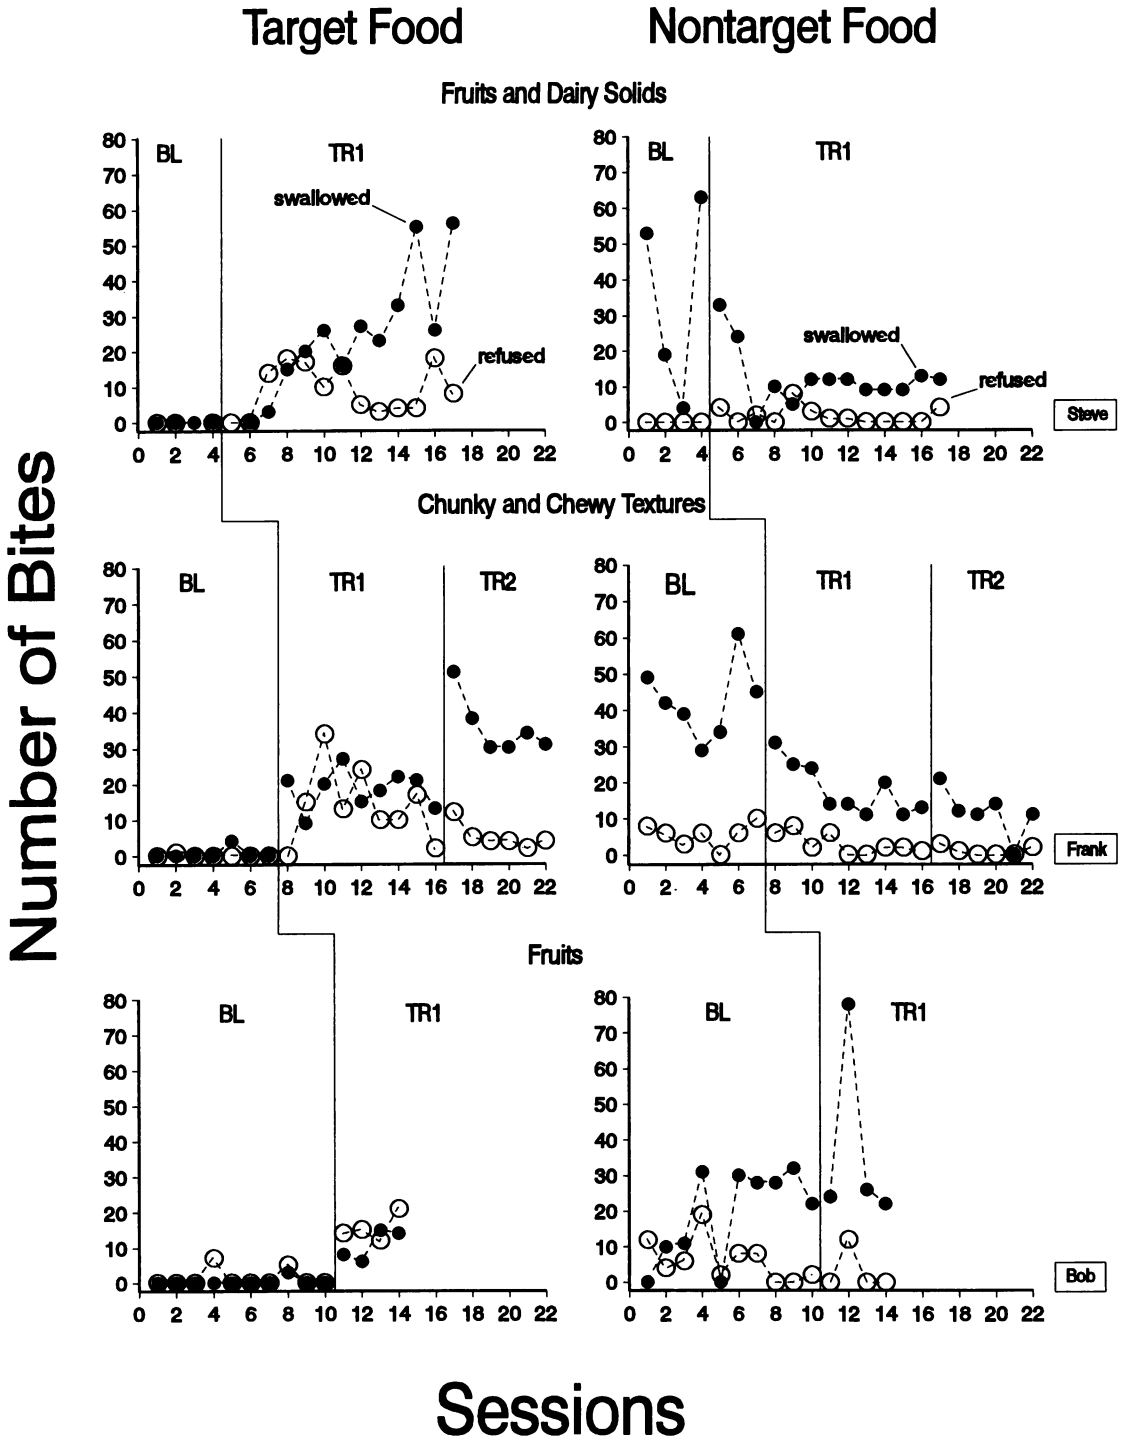 Target Food Nontarget Food
Fruits and Dairy Solids
80 BL TR1 80 BL TR1
70 70
60 swallowed 60
50 50
40 40
30 30 swallowed
20 refused 20 refused
10 10
0 0 Steve
0 2 4 6 8 10 12 14 16 18 20 22 0 2 4 6 8 10 12 14 16 18 20 22
Chunky and Chewy Textures
80 BL TR1 TR2 80 BL TR1 TR2
70 70
60 60
50 50
40 40
30 30
20 20
10 10
0 0 Frank
0 2 4 6 8 10 12 14 16 18 20 22 0 2 4 6 8 10 12 14 16 18 20 22
Fruits
80 BL TR1 80 BL TR1
70 70
60 60
50 50
40 40
30 30
20 20
10 10
0 0 Bob
0 2 4 6 8 10 12 14 16 18 20 22 0 2 4 6 8 10 12 14 16 18 20 22
Number of Bites
Sessions